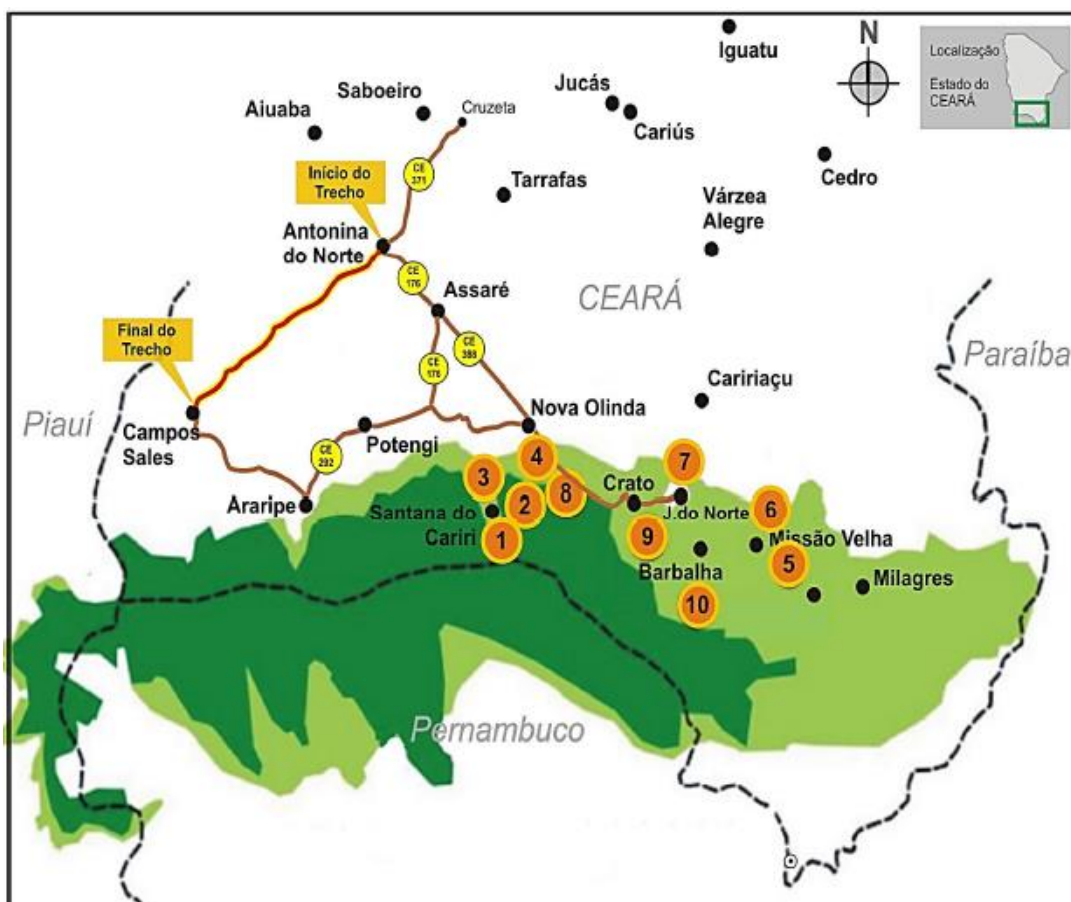 Iguatu
N
Localização
Estado do
CEARÁ
Jucás
Cariús
Saboeiro
Cruzeta
Aiuaba
Cedro
Início do
Trecho
CE
371
Tarrafas
Várzea
Alegre
Antonina
do Norte
CE
176
Assaré
CEARÁ
Final do
Trecho
CE
388
Paraíba
CE
176
Caririaçu
Piauí
Campos
Sales
Potengi
Nova Olinda
CE
292
4
7
3
Crato
8
2
6
Araripe
Santana do
Cariri
J.do Norte
1
9
Missão Velha
5
Barbalha
Milagres
10
Pernambuco